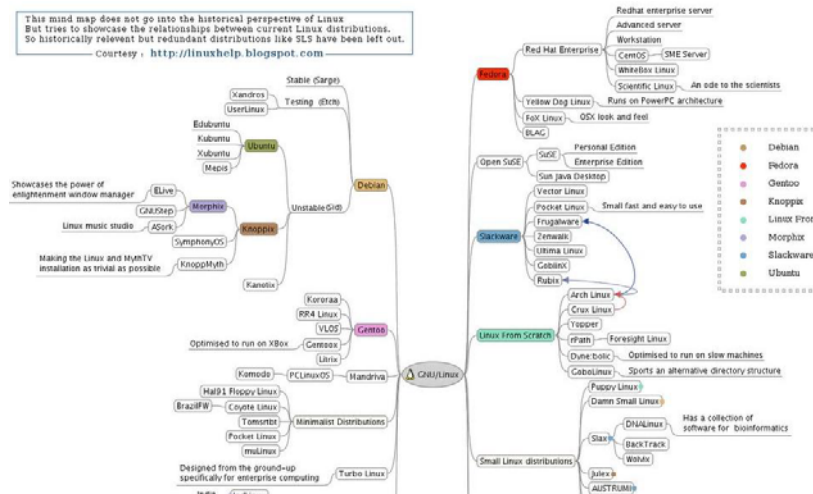 This mind map does not go into the historical perspective of Linux
But tries to showcase the relationships between current Linux distributions.
So historically relevent but redundant distributions like SLS have been left out.
Courtesy : http://linuxhelp.blogspot.com
Stable (Sarge)
Xandros
Testing (Etch)
UserLinux
Edubuntu
Kubuntu
Ubuntu
Xubuntu
Mepis
Debian
Showcases the power of
enlightenment window manager
ELive
GNUStep
Morphix
Unstable(Sid)
Linux music studio
ASork
Knoppix
SymphonyOS
Making the Linux and MythTV
installation as trivial as possible
KnoppMyth
Kanotix
Kororaa
RR4 Linux
VLOS
Gentoo
Optimised to run on XBox
Gentoox
Litrix
Komodo
PCLinuxOS
Mandriva
GNU/Linux
Hal91 Floppy Linux
BrazilFW
Coyote Linux
Tomsrtbt
Minimalist Distributions
Pocket Linux
muLinux
Designed from the ground-up
specifically for enterprise computing
Turbo Linux
Redhat enterprise server
Advanced server
Red Hat Enterprise
Workstation
CentOS
SME Server
WhiteBox Linux
Fedora
Scientific Linux
An ode to the scientists
Yellow Dog Linux
Runs on PowerPC architecture
FoX Linux
OSX look and feel
BLAG
Open SuSE
SuSE
Personal Edition
Enterprise Edition
Sun Java Desktop
Vector Linux
Pocket Linux
Small fast and easy to use
Frugalware
Slackware
Zenwalk
Ultima Linux
GoblinX
Rubix
Arch Linux
Crux Linux
Linux From Scratch
Yopper
rPath
Foresight Linux
Dyne:bolic
Optimised to run on slow machines
GoboLinux
Sports an alternative directory structure
Puppy Linux
Damn Small Linux
Small Linux distributions
Slax
DNALinux
Has a collection of
software for bioinformatics
BackTrack
Wolvix
Julex
AUSTRUMI
Debian
Fedora
Gentoo
Knoppix
Linux From
Morphix
Slackware
Ubuntu